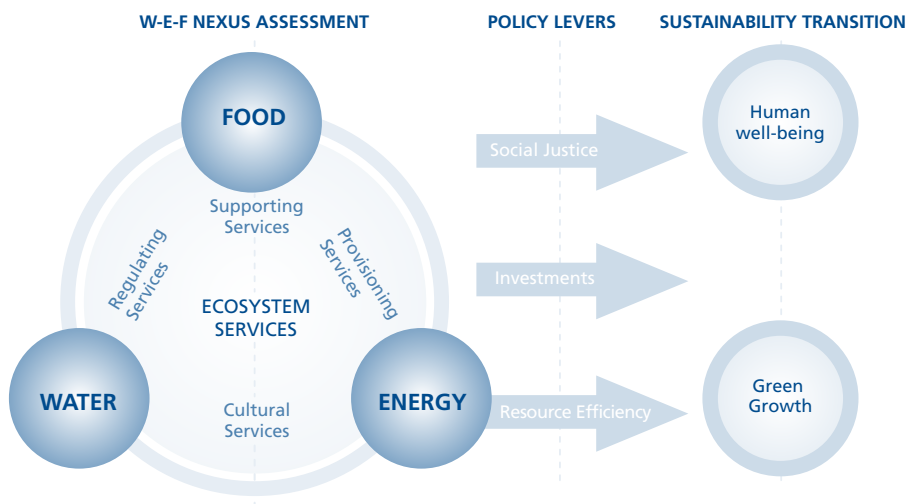 W-E-F NEXUS ASSESSMENT
POLICY LEVERS
SUSTAINABILITY TRANSITION
FOOD
Supporting
Services
Regulating
Services
Provisioning
Services
ECOSYSTEM
SERVICES
WATER
Cultural
Services
ENERGY
Social Justice
Investments
Resource Efficiency
Human
well-being
Green
Growth